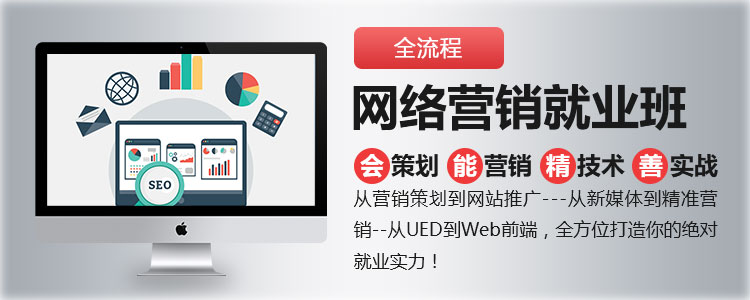 全流程
网络营销就业班
会策划 能营销 精技术 善实战
从营销策划到网站推广---从新媒体到精准营
销--从UED到Web前端，全方位打造你的绝对
就业实力！
SEO